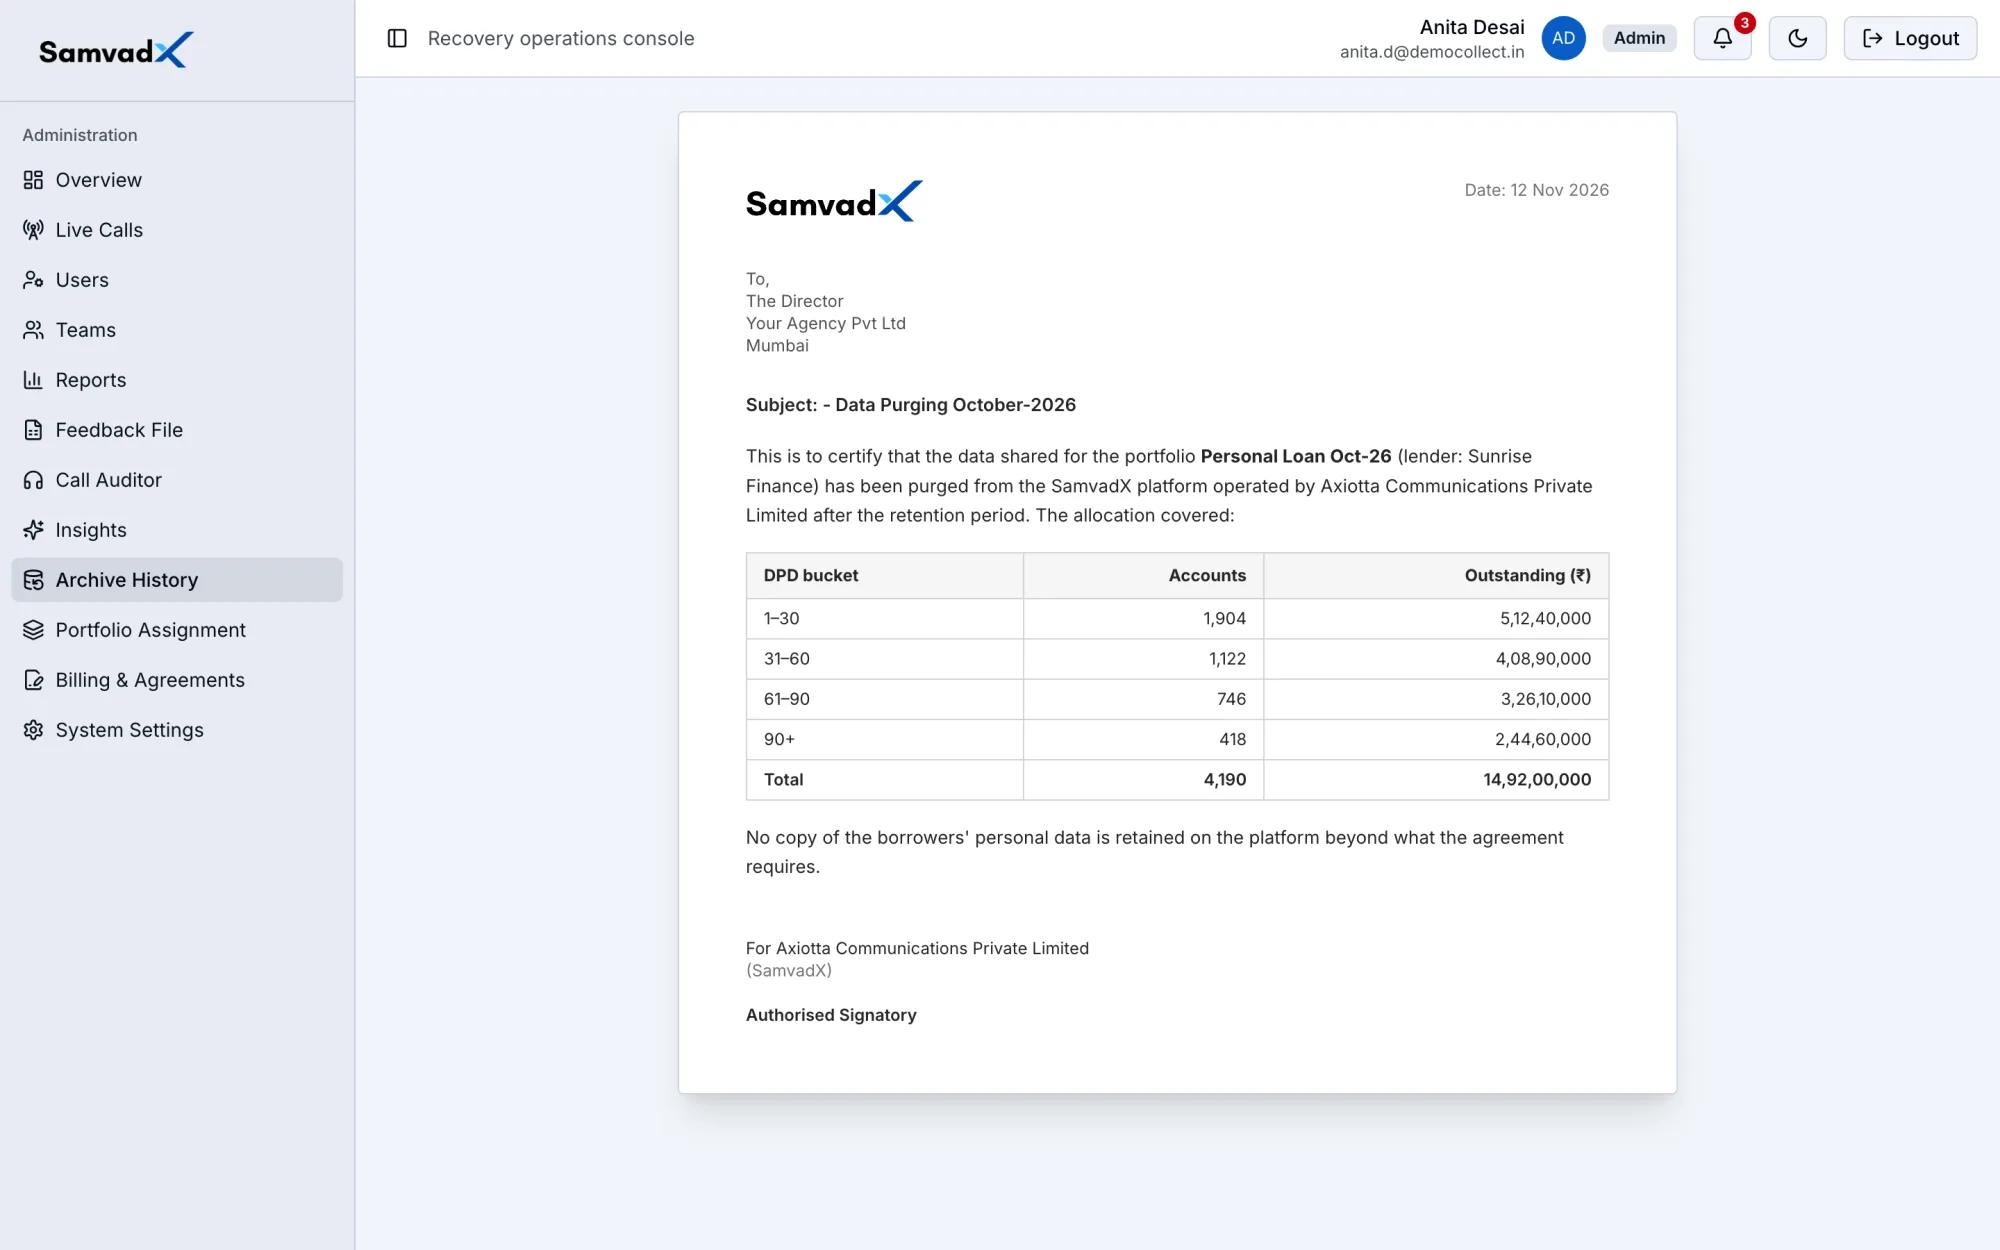 SamvadX
Recovery operations console
Anita Desai
anita.d@democollect.in
AD
Admin
3
Logout
Administration
Overview
Live Calls
Users
Teams
Reports
Feedback File
Call Auditor
Insights
Archive History
Portfolio Assignment
Billing & Agreements
System Settings
SamvadX
Date: 12 Nov 2026
To,
The Director
Your Agency Pvt Ltd
Mumbai
Subject: - Data Purging October-2026
This is to certify that the data shared for the portfolio Personal Loan Oct-26 (lender: Sunrise
Finance) has been purged from the SamvadX platform operated by Axiotta Communications Private
Limited after the retention period. The allocation covered:
DPD bucket Accounts Outstanding (₹)
1–30 1,904 5,12,40,000
31–60 1,122 4,08,90,000
61–90 746 3,26,10,000
90+ 418 2,44,60,000
Total 4,190 14,92,00,000
No copy of the borrowers' personal data is retained on the platform beyond what the agreement
requires.
For Axiotta Communications Private Limited
(SamvadX)
Authorised Signatory